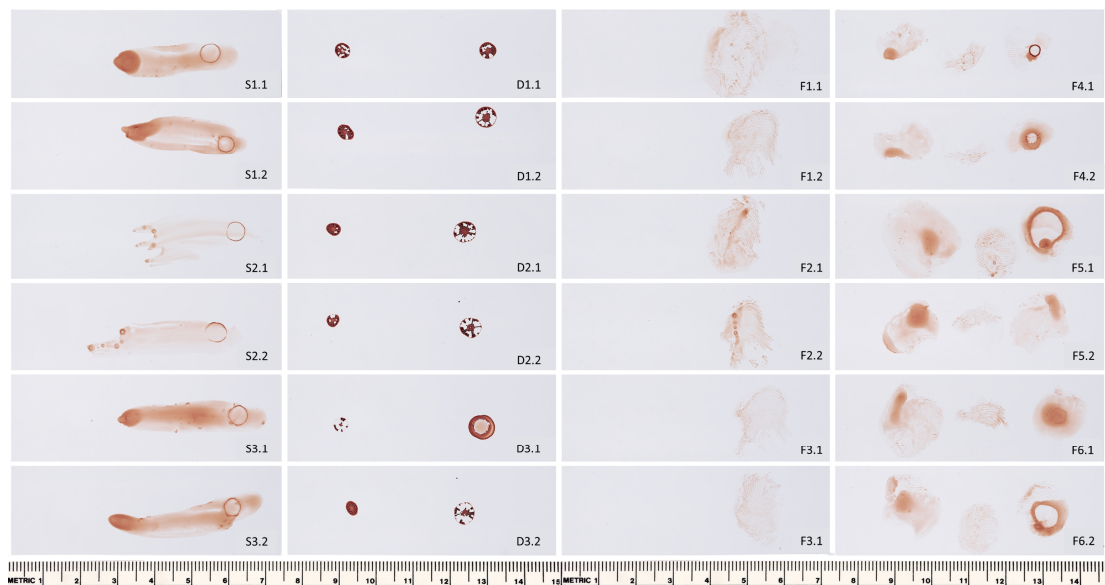 S1.1 D1.1 F1.1 F4.1
S1.2 D1.2 F1.2 F4.2
S2.1 D2.1 F2.1 F5.1
S2.2 D2.2 F2.2 F5.2
S3.1 D3.1 F3.1 F6.1
S3.2 D3.2 F3.1 F6.2
METRIC 1 2 3 4 5 6 7 8 9 10 11 12 13 14 15 METRIC 1 2 3 4 5 6 7 8 9 10 11 12 13 14